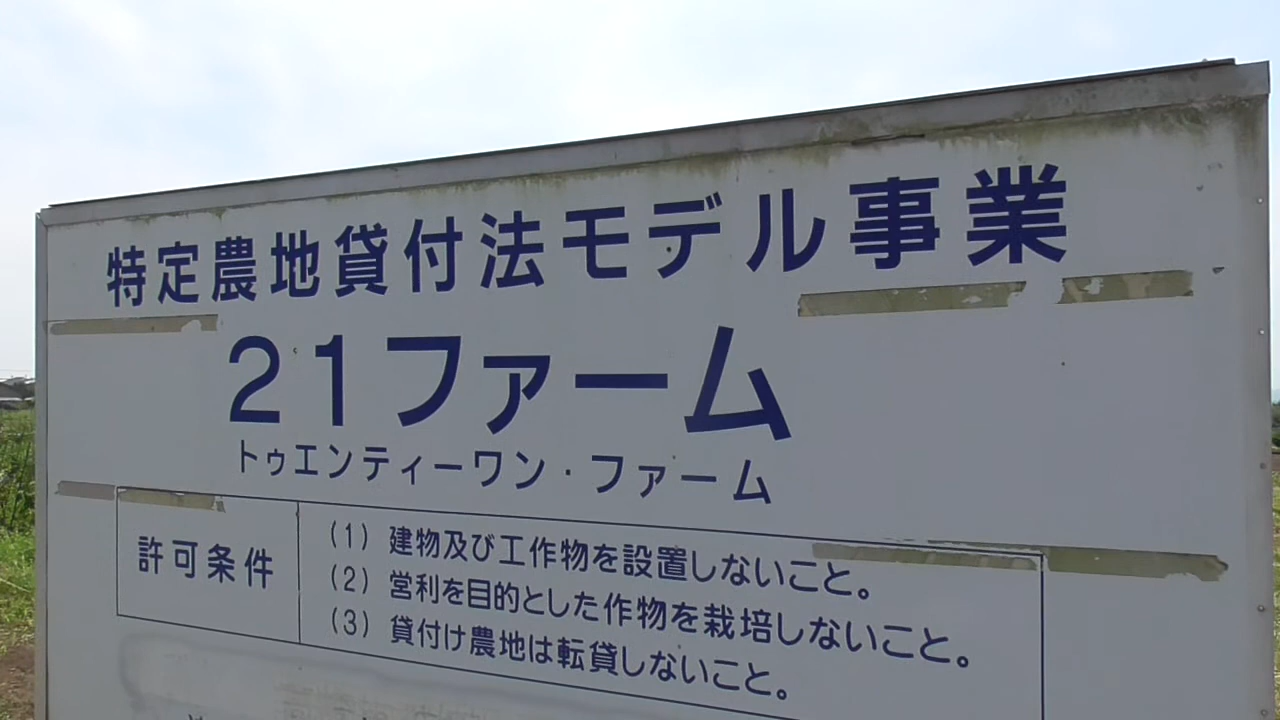 特定農地貸付法モデル事業
21ファーム
トゥエンティーワン・ファーム
許可条件
(1) 建物及び工作物を設置しないこと。
(2) 営利を目的とした作物を栽培しないこと。
(3) 貸付け農地は転貸しないこと。